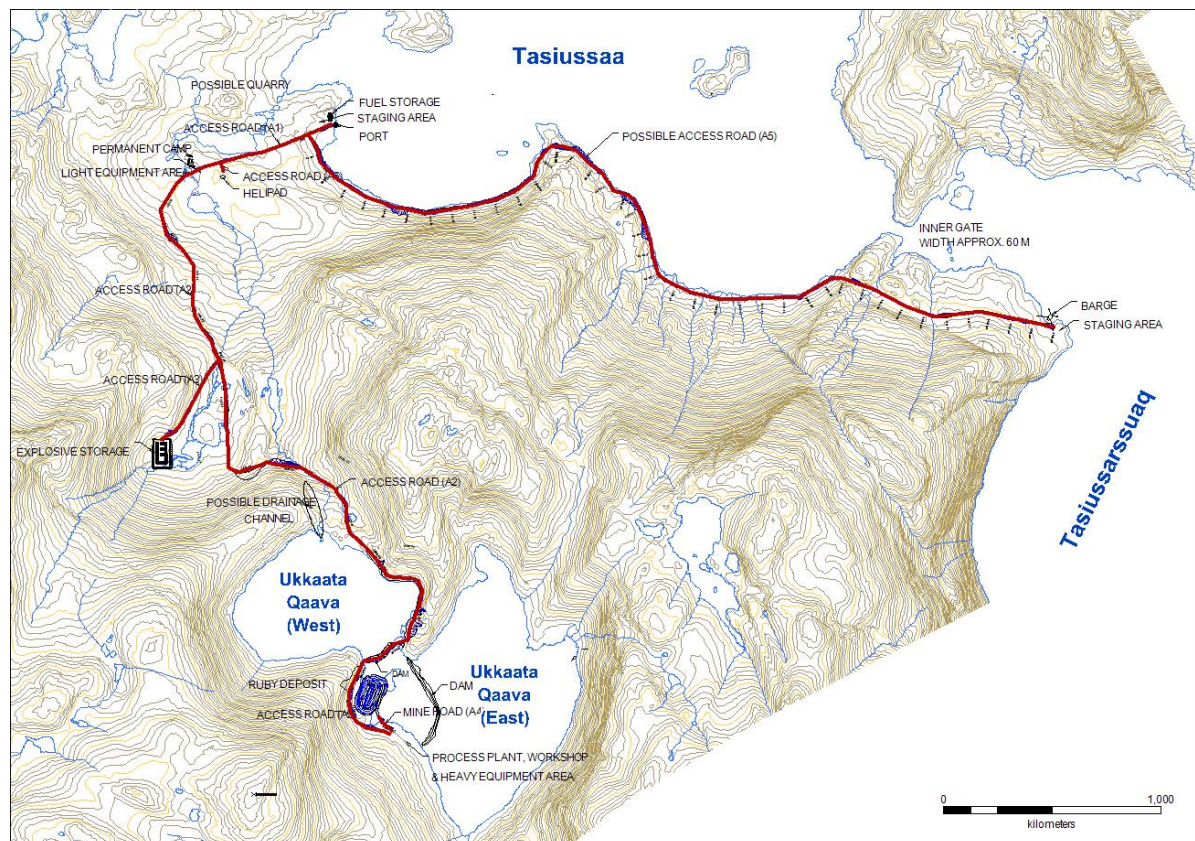 Tasiussaa
POSSIBLE QUARRY
FUEL STORAGE
STAGING AREA
PORT
ACCESS ROAD (A1)
POSSIBLE ACCESS ROAD (A5)
PERMANENT CAMP
LIGHT EQUIPMENT AREA
ACCESS ROAD
HELIPAD
INNER GATE
WIDTH APPROX. 60 M
ACCESS ROAD (A2
BARGE
STAGING AREA
ACCESS ROAD
EXPLOSIVE STORAGE
Tasiussarssuaq
ACCESS ROAD (A2)
POSSIBLE DRAINAGE
CHANNEL
Ukkaata
Qaava
(West)
DAM
RUBY DEPOSIT
DAM
Ukkaata
Qaava
(East)
ACCESS ROAD
MINE ROAD
PROCESS PLANT, WORKSHOP
& HEAVY EQUIPMENT AREA
0 1,000
kilometers